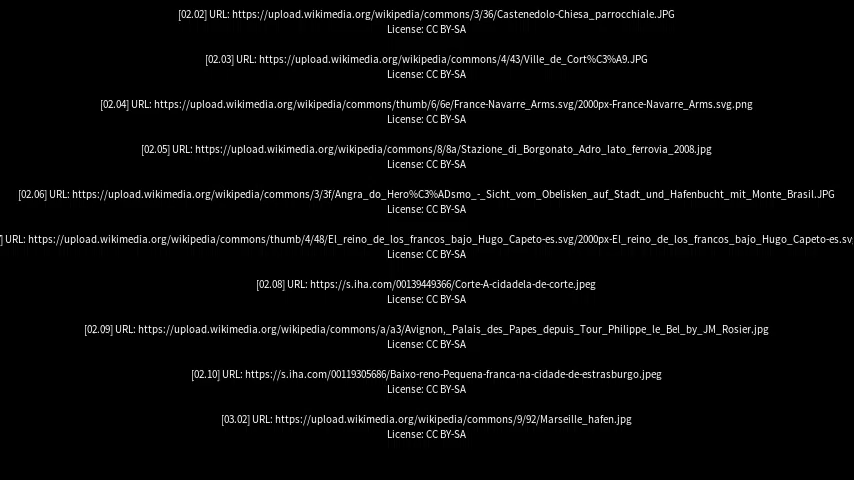 [02.02] URL: https://upload.wikimedia.org/wikipedia/commons/3/36/Castenedolo-Chiesa_parrocchiale.JPG
License: CC BY-SA
[02.03] URL: https://upload.wikimedia.org/wikipedia/commons/4/43/Ville_de_Cort%C3%A9.JPG
License: CC BY-SA
[02.04] URL: https://upload.wikimedia.org/wikipedia/commons/thumb/6/6e/France-Navarre_Arms.svg/2000px-France-Navarre_Arms.svg.png
License: CC BY-SA
[02.05] URL: https://upload.wikimedia.org/wikipedia/commons/8/8a/Stazione_di_Borgonato_Adro_lato_ferrovia_2008.jpg
License: CC BY-SA
[02.06] URL: https://upload.wikimedia.org/wikipedia/commons/3/3f/Angra_do_Hero%C3%ADsmo_-_Sicht_vom_Obelisken_auf_Stadt_und_Hafenbucht_mit_Monte_Brasil.JPG
License: CC BY-SA
] URL: https://upload.wikimedia.org/wikipedia/commons/thumb/4/48/El_reino_de_los_francos_bajo_Hugo_Capeto-es.svg/2000px-El_reino_de_los_francos_bajo_Hugo_Capeto-es.sv
License: CC BY-SA
[02.08] URL: https://s.iha.com/00139449366/Corte-A-cidadela-de-corte.jpeg
License: CC BY-SA
[02.09] URL: https://upload.wikimedia.org/wikipedia/commons/a/a3/Avignon,_Palais_des_Papes_depuis_Tour_Philippe_le_Bel_by_JM_Rosier.jpg
License: CC BY-SA
[02.10] URL: https://s.iha.com/00119305686/Baixo-reno-Pequena-franca-na-cidade-de-estrasburgo.jpeg
License: CC BY-SA
[03.02] URL: https://upload.wikimedia.org/wikipedia/commons/9/92/Marseille_hafen.jpg
License: CC BY-SA